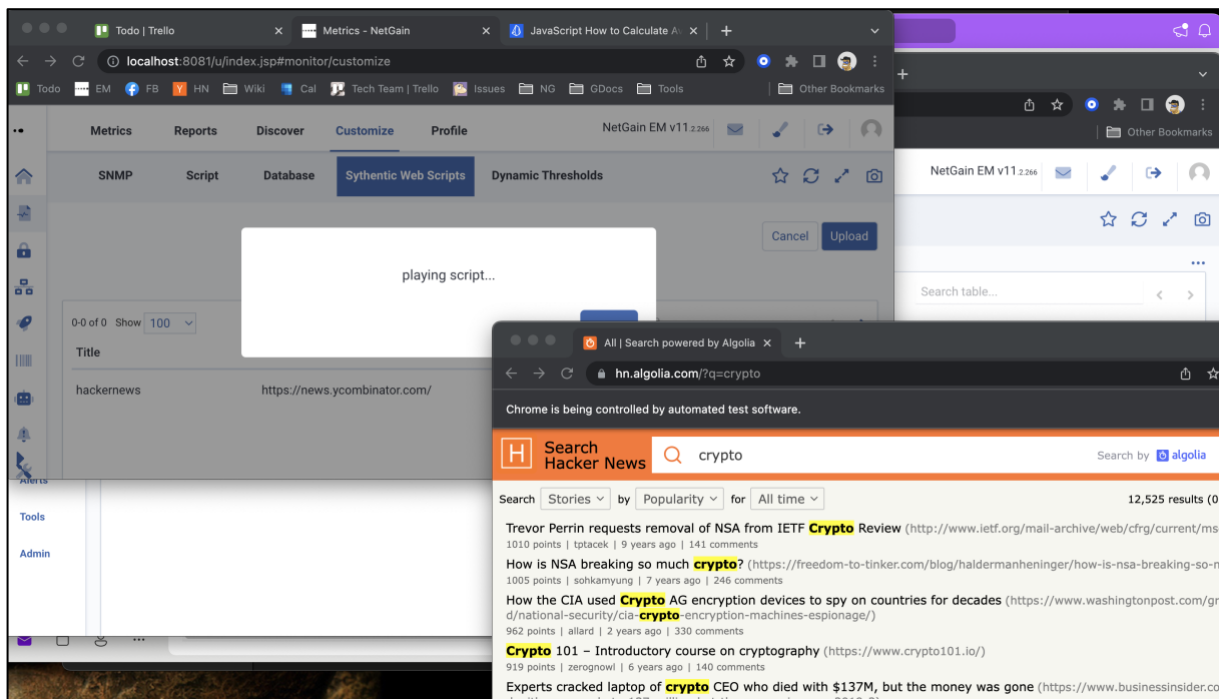 Todo | Trello
Metrics - NetGain
JavaScript How to Calculate A
localhost:8081/u/index.jsp#monitor/customize
Todo EM FB HN Wiki Cal Tech Team | Trello Issues NG GDocs Tools Other Bookmarks
Other Bookmarks
Metrics Reports Discover Customize Profile NetGain EM v11.2.266
NetGain EM v11.2.266
SNMP Script Database Sythentic Web Scripts Dynamic Thresholds
Cancel Upload
playing script...
Search table...
0-0 of 0 Show 100
Title
hackernews https://news.ycombinator.com/
Alerts
Tools
Admin
All | Search powered by Algolia
hn.algolia.com/?q=crypto
Chrome is being controlled by automated test software.
H
Search
Hacker News
crypto
Search by algolia
Search Stories by Popularity for All time 12,525 results (0
Trevor Perrin requests removal of NSA from IETF Crypto Review (http://www.ietf.org/mail-archive/web/cfrg/current/ms
1010 points | tptacek | 9 years ago | 141 comments
How is NSA breaking so much crypto? (https://freedom-to-tinker.com/blog/haldermanheninger/how-is-nsa-breaking-so-m
1005 points | sohkamyung | 7 years ago | 246 comments
How the CIA used Crypto AG encryption devices to spy on countries for decades (https://www.washingtonpost.com/gr
d/national-security/cia-crypto-encryption-machines-espionage/)
962 points | allard | 2 years ago | 330 comments
Crypto 101 – Introductory course on cryptography (https://www.crypto101.io/)
919 points | zerognowl | 6 years ago | 140 comments
Experts cracked laptop of crypto CEO who died with $137M, but the money was gone (https://www.businessinsider.co